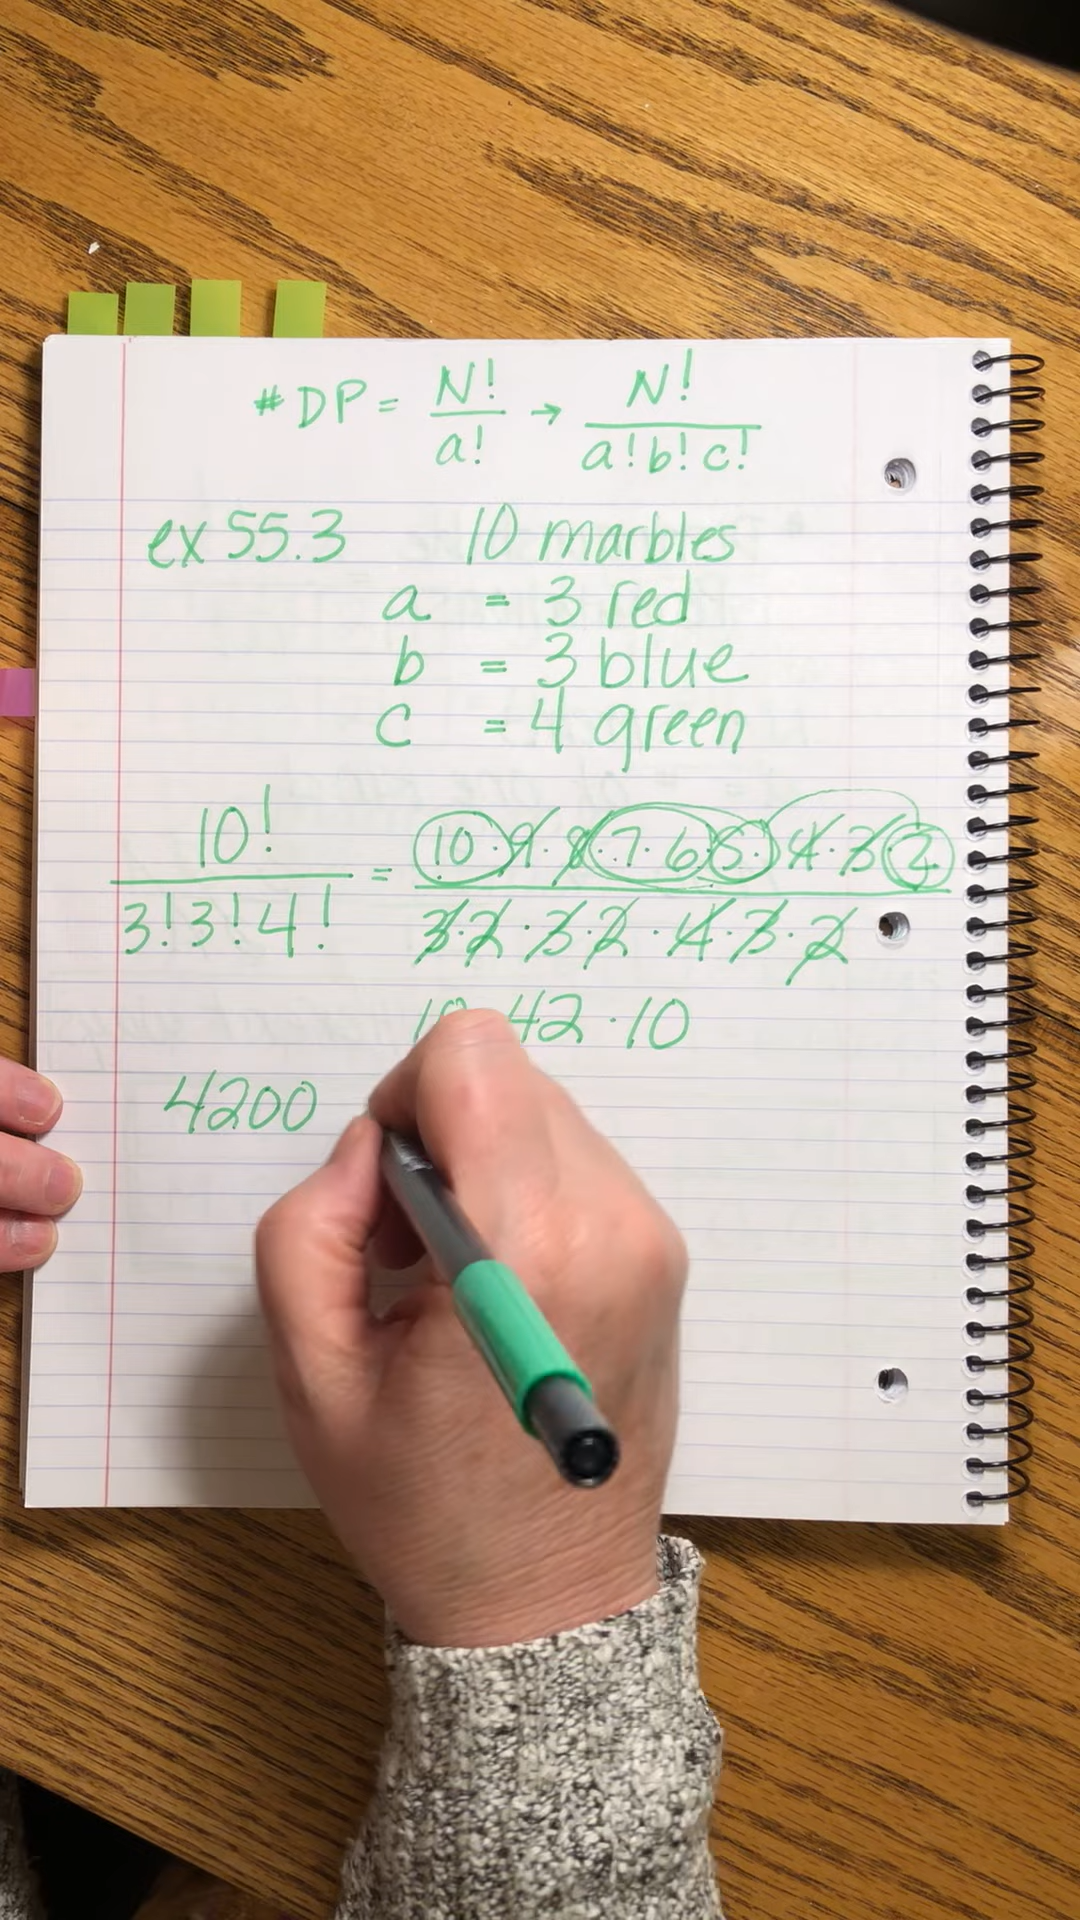 # DP = N!/a! → N!/a!b!c!
ex 55.3 10 marbles
a = 3 red
b = 3 blue
c = 4 green
10!/3!3!4! = 10·9·8·7·6·5·4·3·2/3·2·3·2·4·3·2
10 42 · 10
4200